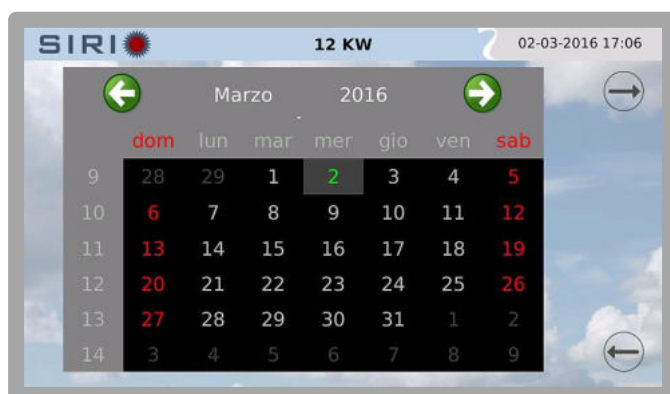 SIRIO 12 KW 02-03-2016 17:06
Marzo 2016
dom lun mar mer gio ven sab
9 28 29 1 2 3 4 5
10 6 7 8 9 10 11 12
11 13 14 15 16 17 18 19
12 20 21 22 23 24 25 26
13 27 28 29 30 31 1 2
14 3 4 5 6 7 8 9